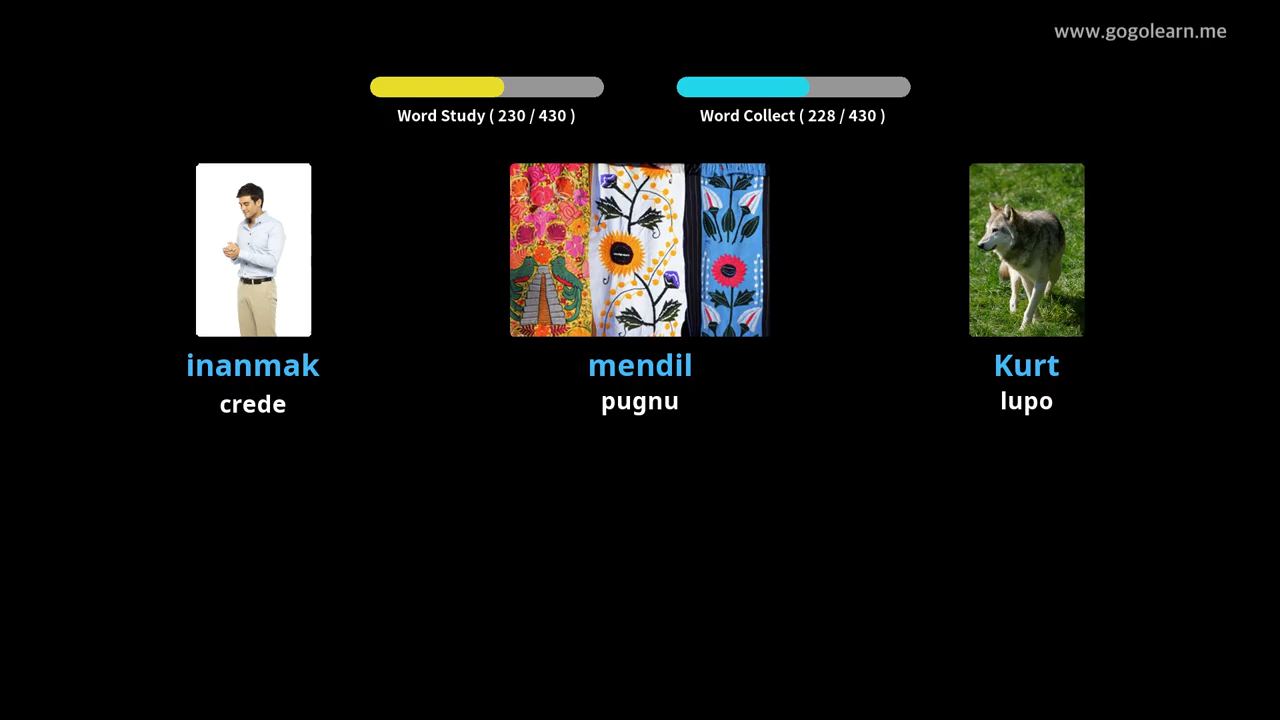 www.gogolearn.me
Word Study ( 230 / 430 )
Word Collect ( 228 / 430 )
inanmak
mendil
Kurt
crede
pugnu
lupo